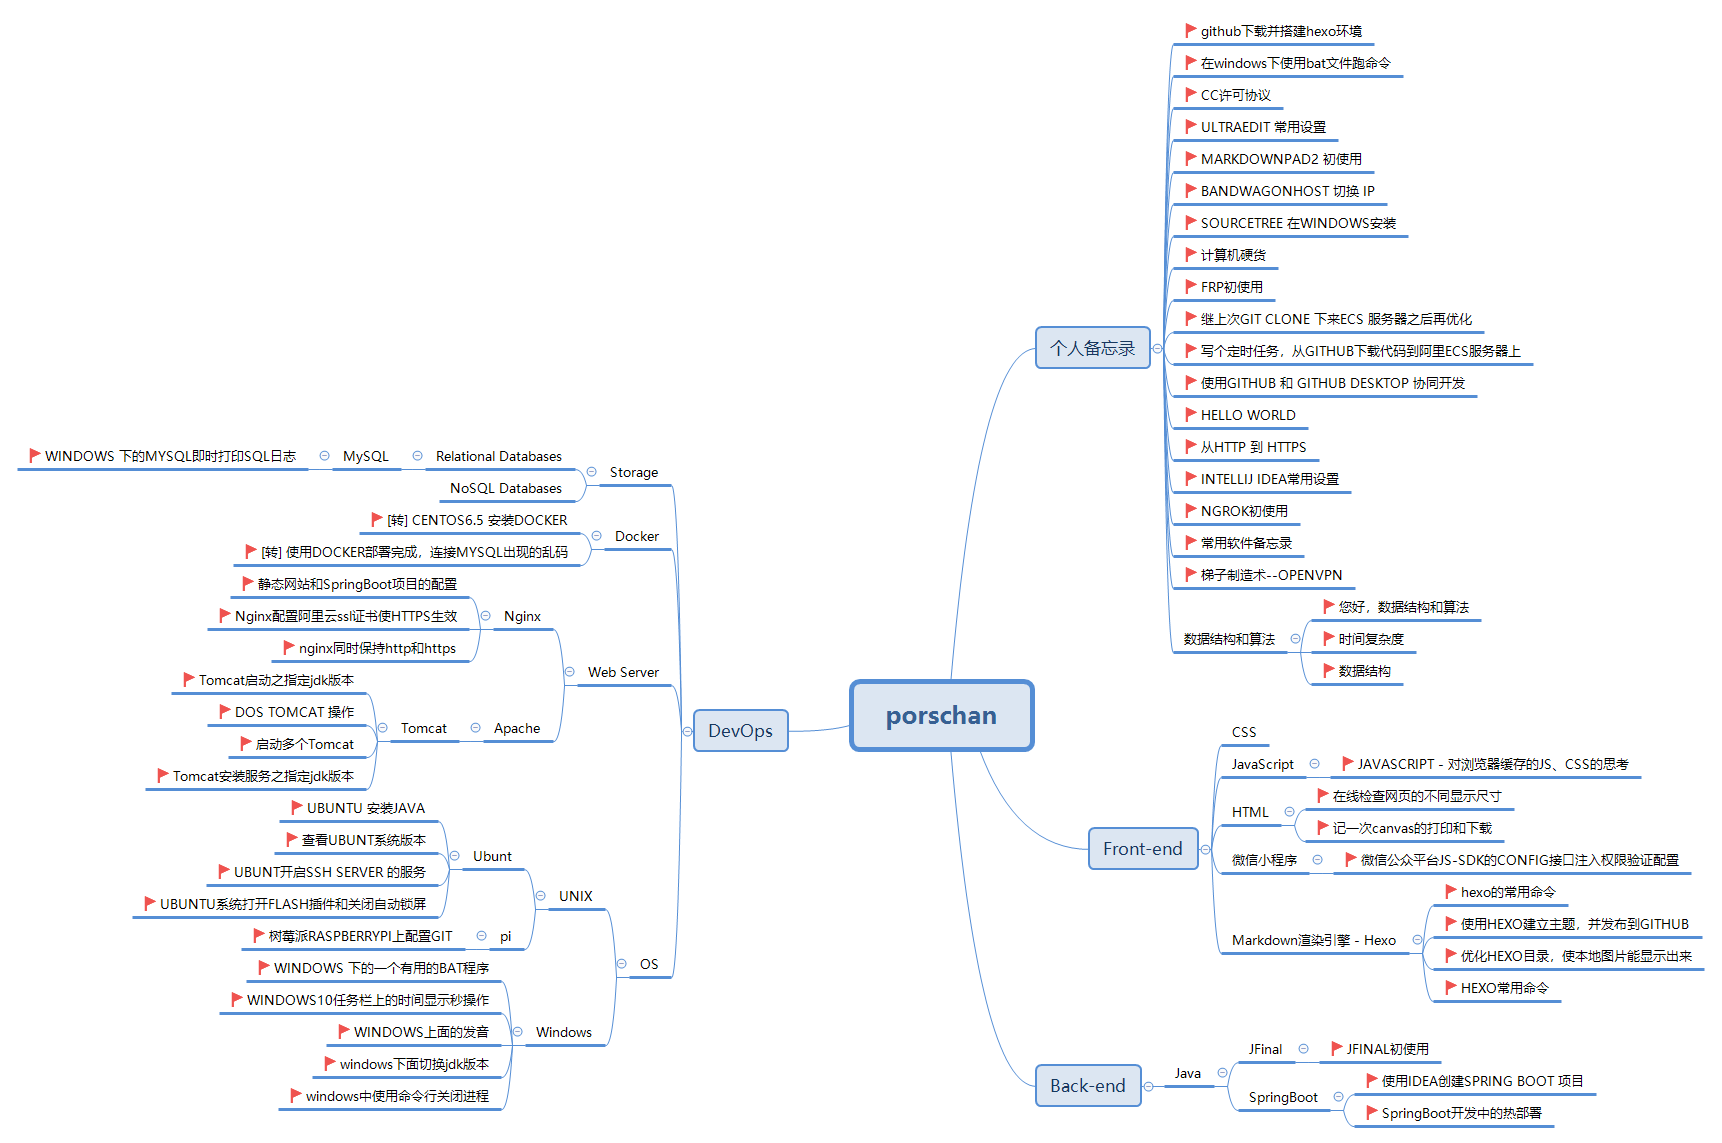 porschan
个人备忘录
github下载并搭建hexo环境
在windows下使用bat文件跑命令
CC许可协议
ULTRAEDIT 常用设置
MARKDOWNPAD2 初使用
BANDWAGONHOST 切换 IP
SOURCETREE 在WINDOWS安装
计算机硬货
FRP初使用
继上次GIT CLONE 下来ECS 服务器之后再优化
写个定时任务，从GITHUB下载代码到阿里ECS服务器上
使用GITHUB 和 GITHUB DESKTOP 协同开发
HELLO WORLD
从HTTP 到 HTTPS
INTELLIJ IDEA常用设置
NGROK初使用
常用软件备忘录
梯子制造术--OPENVPN
数据结构和算法
您好，数据结构和算法
时间复杂度
数据结构
Front-end
CSS
JavaScript
JAVASCRIPT - 对浏览器缓存的JS、CSS的思考
HTML
在线检查网页的不同显示尺寸
记一次canvas的打印和下载
微信小程序
微信公众平台JS-SDK的CONFIG接口注入权限验证配置
Markdown渲染引擎 - Hexo
hexo的常用命令
使用HEXO建立主题，并发布到GITHUB
优化HEXO目录，使本地图片能显示出来
HEXO常用命令
Back-end
Java
JFinal
JFINAL初使用
SpringBoot
使用IDEA创建SPRING BOOT 项目
SpringBoot开发中的热部署
DevOps
Storage
Relational Databases
MySQL
WINDOWS 下的MYSQL即时打印SQL日志
NoSQL Databases
Docker
[转] CENTOS6.5 安装DOCKER
[转] 使用DOCKER部署完成，连接MYSQL出现的乱码
Web Server
Nginx
静态网站和SpringBoot项目的配置
Nginx配置阿里云ssl证书使HTTPS生效
nginx同时保持http和https
Apache
Tomcat
Tomcat启动之指定jdk版本
DOS TOMCAT 操作
启动多个Tomcat
Tomcat安装服务之指定jdk版本
OS
UNIX
Ubunt
UBUNTU 安装JAVA
查看UBUNT系统版本
UBUNT开启SSH SERVER 的服务
UBUNTU系统打开FLASH插件和关闭自动锁屏
pi
树莓派RASPBERRYPI上配置GIT
Windows
WINDOWS 下的一个有用的BAT程序
WINDOWS10任务栏上的时间显示秒操作
WINDOWS上面的发音
windows下面切换jdk版本
windows中使用命令行关闭进程